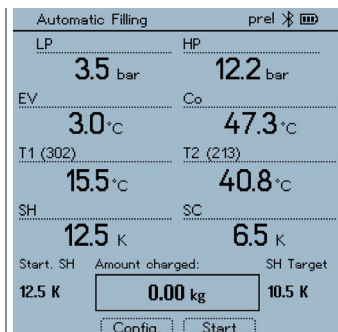 Automatic Filling prel
LP HP
3.5 bar 12.2 bar
EV Co
3.0 °C 47.3 °C
T1 (302) T2 (213)
15.5 °C 40.8 °C
SH SC
12.5 K 6.5 K
Start. SH Amount charged: SH Target
12.5 K 0.00 kg 10.5 K
Config. Start